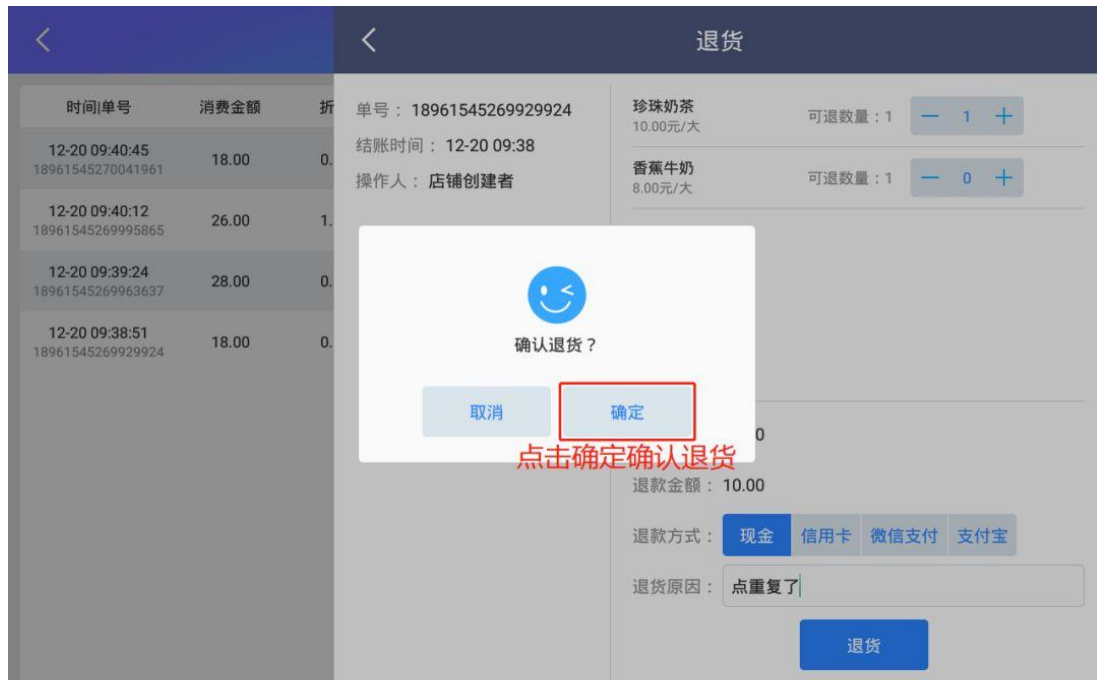 退货
时间|单号 消费金额 折
12-20 09:40:45
18961545270041961
18.00 0.
12-20 09:40:12
18961545269995865
26.00 1.
12-20 09:39:24
18961545269963637
28.00 0.
12-20 09:38:51
18961545269929924
18.00 0.
单号：18961545269929924
结账时间：12-20 09:38
操作人：店铺创建者
珍珠奶茶
10.00元/大
可退数量：1 — 1 +
香蕉牛奶
8.00元/大
可退数量：1 — 0 +
确认退货？
取消 确定
点击确定确认退货
0
退款金额：10.00
退款方式：现金 信用卡 微信支付 支付宝
退货原因：点重复了
退货